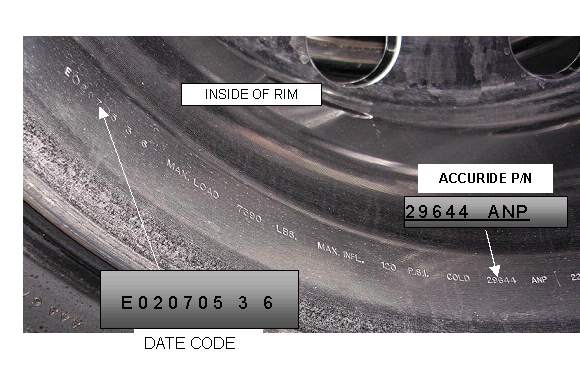 INSIDE OF RIM
ACCURIDE P/N
29644 ANP
MAX. LOAD 7390 LBS. MAX. INFL. 120 P.S.I. COLD 29644 ANP
E020705 3 6
DATE CODE